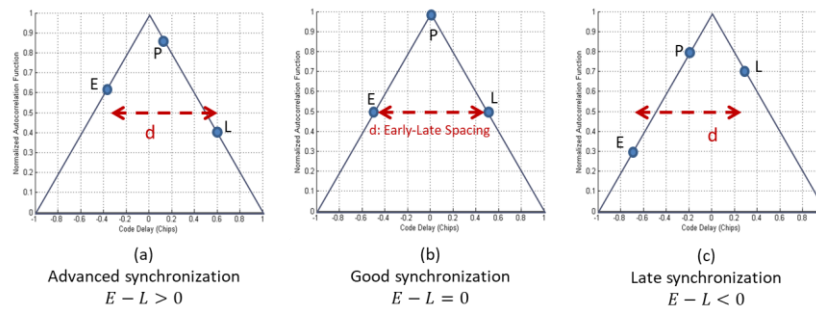 Normalized Autocorrelation Function
1
0.9
0.8
0.7
0.6
0.5
0.4
0.3
0.2
0.1
0
-1 -0.8 -0.6 -0.4 -0.2 0 0.2 0.4 0.6 0.8 1
Code Delay (Chips)
E
P
L
d
(a)
Advanced synchronization
E − L > 0
Normalized Autocorrelation Function
1
0.9
0.8
0.7
0.6
0.5
0.4
0.3
0.2
0.1
0
-1 -0.8 -0.6 -0.4 -0.2 0 0.2 0.4 0.6 0.8 1
Code Delay (Chips)
P
E
L
d: Early-Late Spacing
(b)
Good synchronization
E − L = 0
Normalized Autocorrelation Function
1
0.9
0.8
0.7
0.6
0.5
0.4
0.3
0.2
0.1
0
-1 -0.8 -0.6 -0.4 -0.2 0 0.2 0.4 0.6 0.8 1
Code Delay (Chips)
P
L
d
E
(c)
Late synchronization
E − L < 0